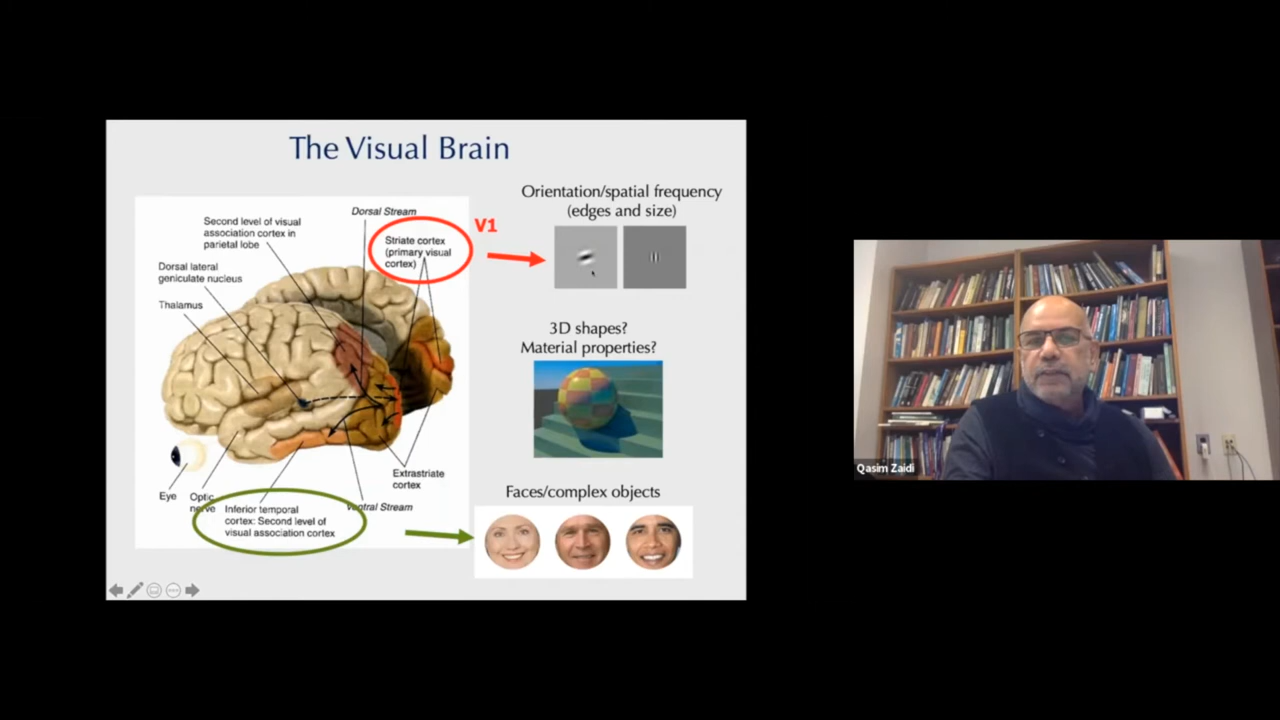 The Visual Brain
Second level of visual
association cortex in
parietal lobe
Dorsal Stream
Striate cortex
(primary visual
cortex)
V1
Dorsal lateral
geniculate nucleus
Thalamus
Eye
Optic
nerve
Inferior temporal
cortex: Second level of
visual association cortex
Ventral Stream
Extrastriate
cortex
Orientation/spatial frequency
(edges and size)
3D shapes?
Material properties?
Faces/complex objects
Qasim Zaidi